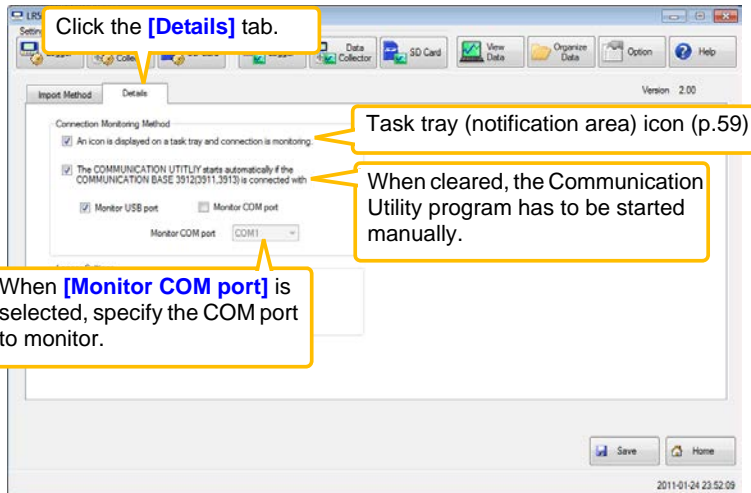 LR5
Click the [Details] tab.
Data Collector
SD Card
View Data
Organize Data
Option
Help
Import Method
Details
Version 2.00
Connection Monitoring Method
An icon is displayed on a task tray and connection is monitoring.
Task tray (notification area) icon (p.59)
The COMMUNICATION UTITLIY starts automatically if the
COMMUNICATION BASE 3912(3911,3913) is connected with
When cleared, the Communication
Utility program has to be started
manually.
Monitor USB port
Monitor COM port
Monitor COM port
COM1
When [Monitor COM port] is
selected, specify the COM port
to monitor.
Save
Home
2011-01-24 23:52:09